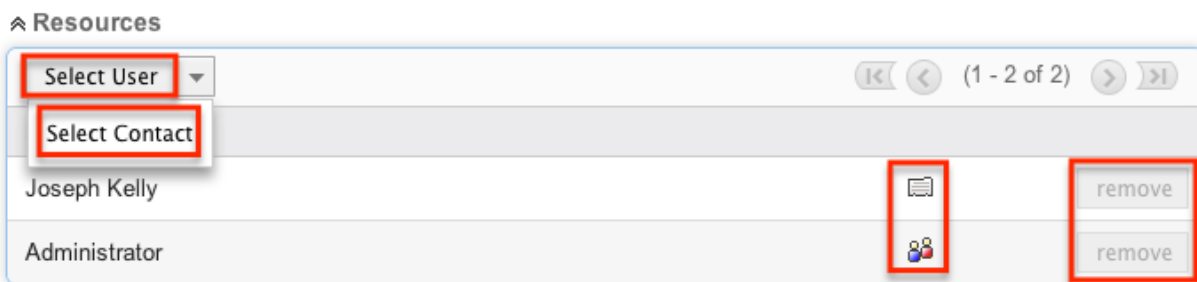 Resources
Select User (1 - 2 of 2)
Select Contact
Joseph Kelly remove
Administrator remove